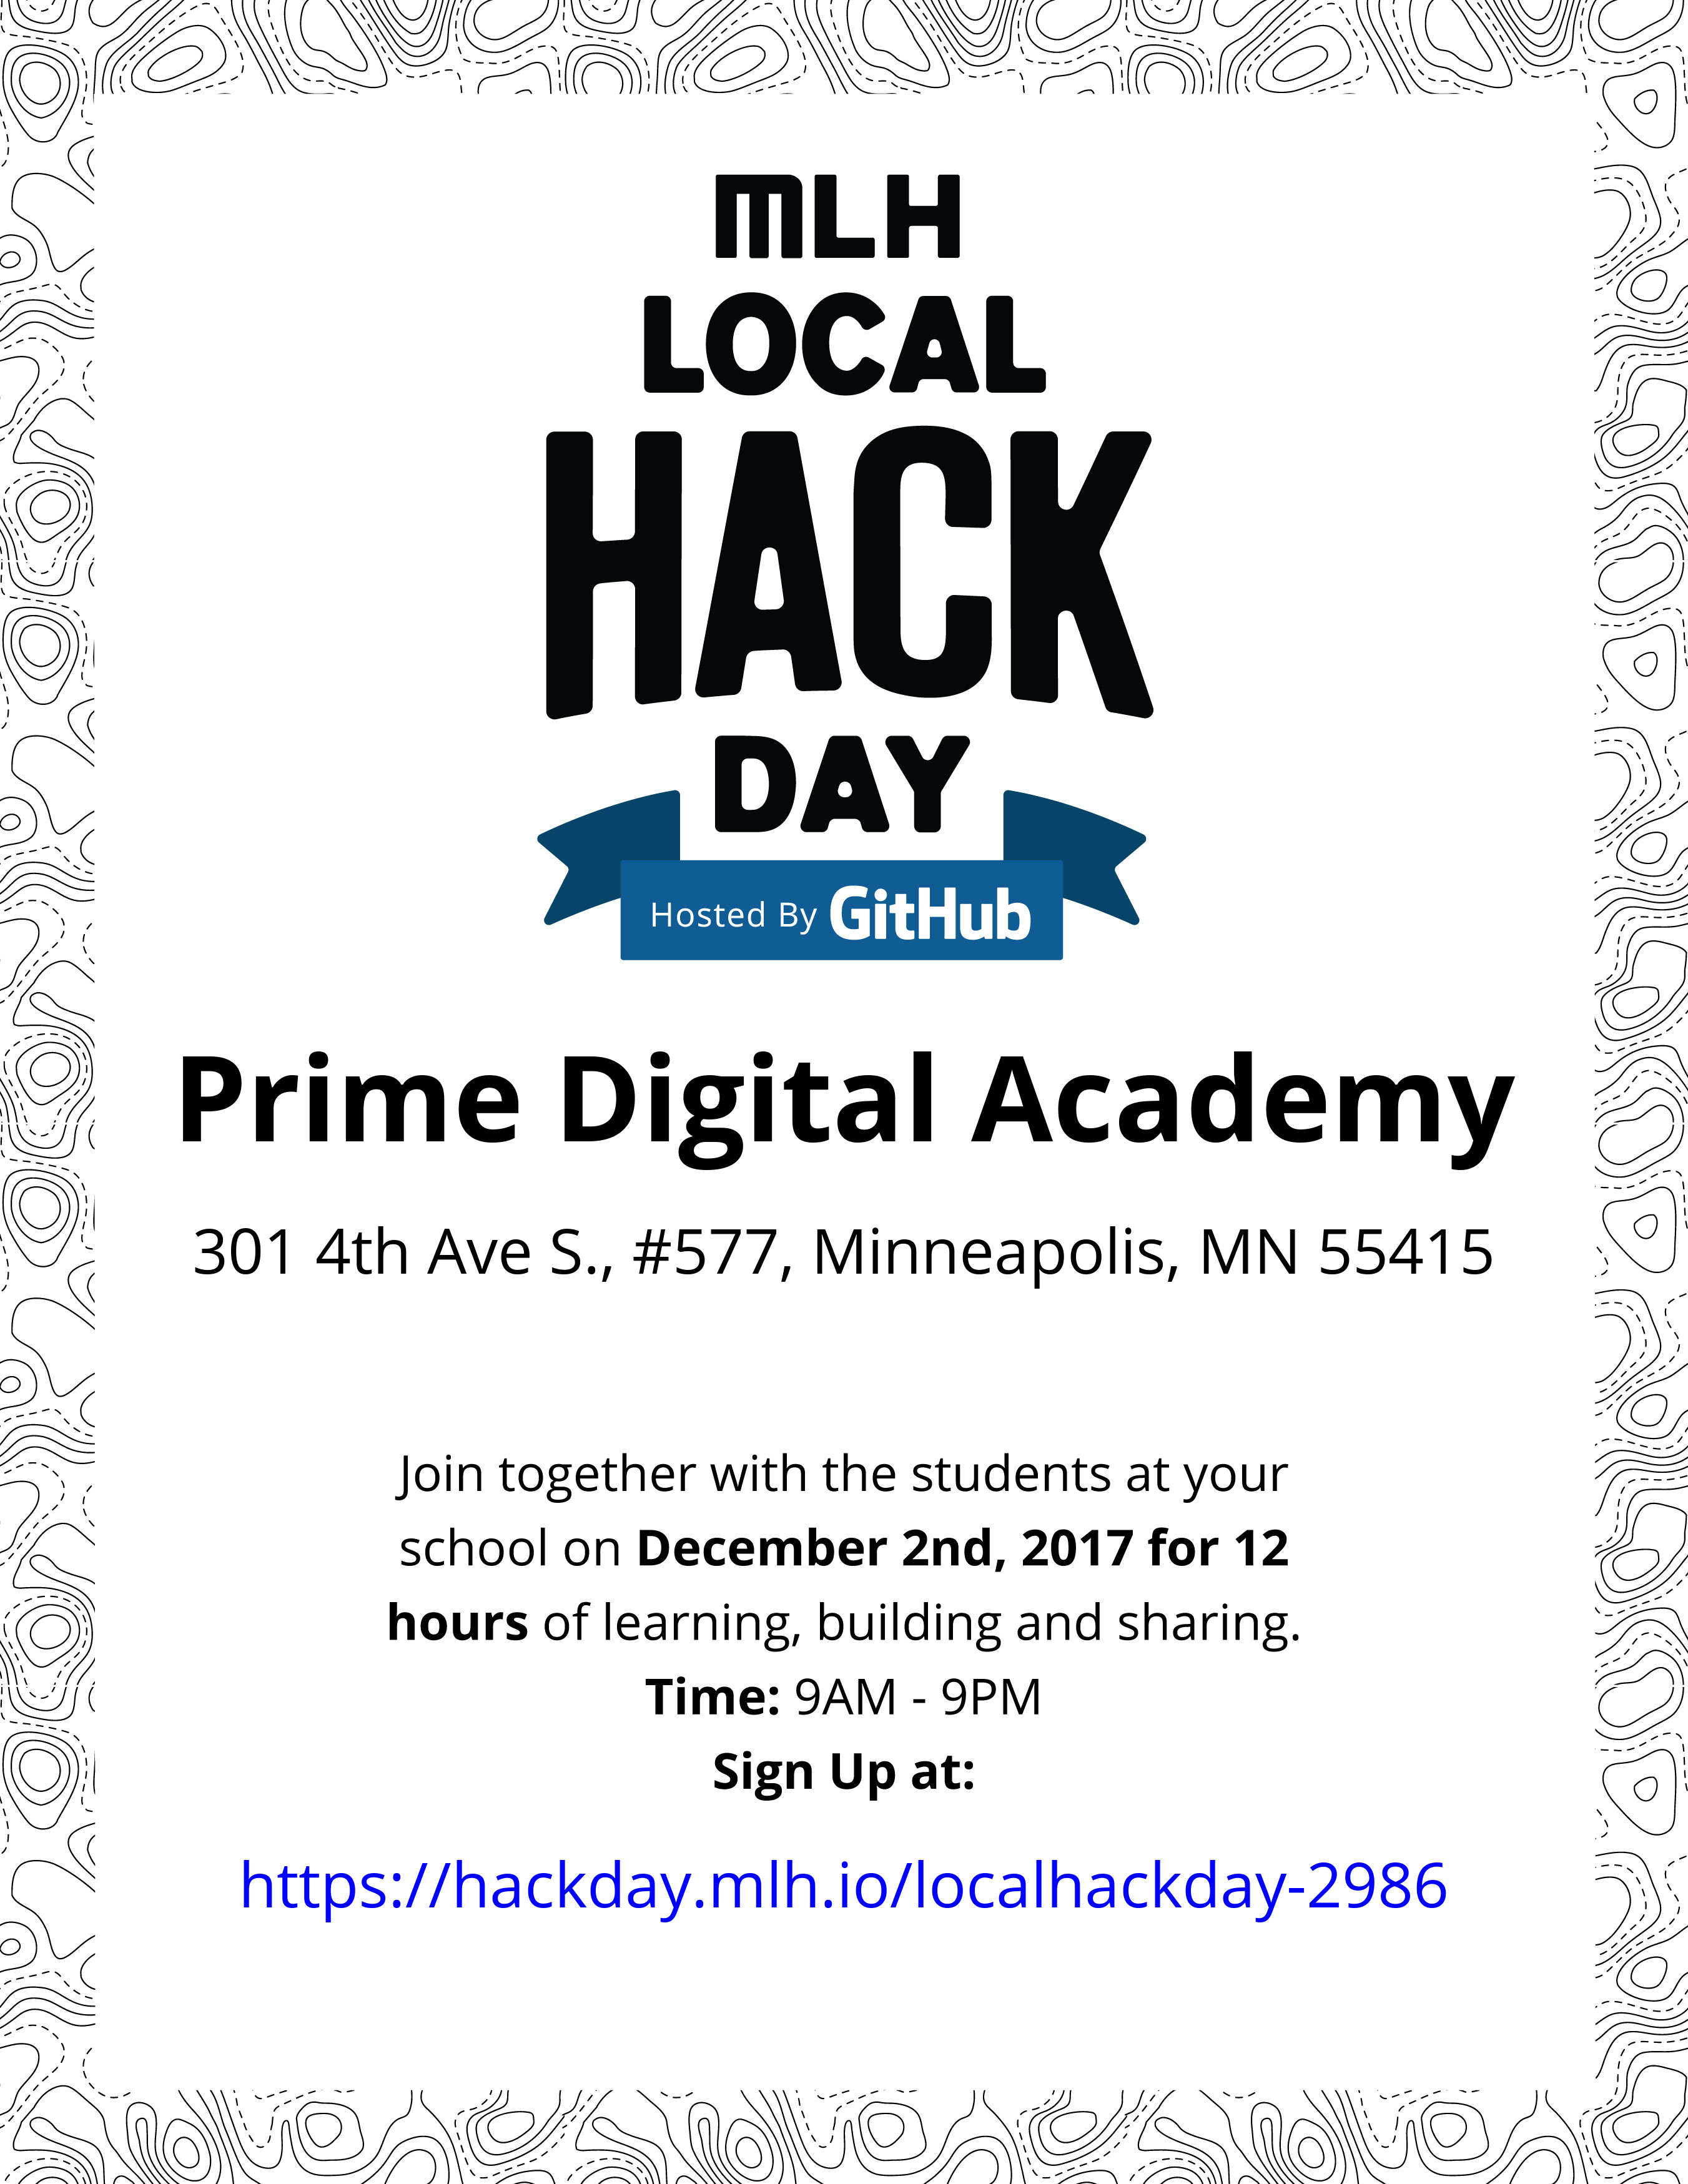 MLH
LOCAL
HACK
DAY
Hosted By GitHub
Prime Digital Academy
301 4th Ave S., #577, Minneapolis, MN 55415
Join together with the students at your
school on December 2nd, 2017 for 12
hours of learning, building and sharing.
Time: 9AM - 9PM
Sign Up at:
https://hackday.mlh.io/localhackday-2986